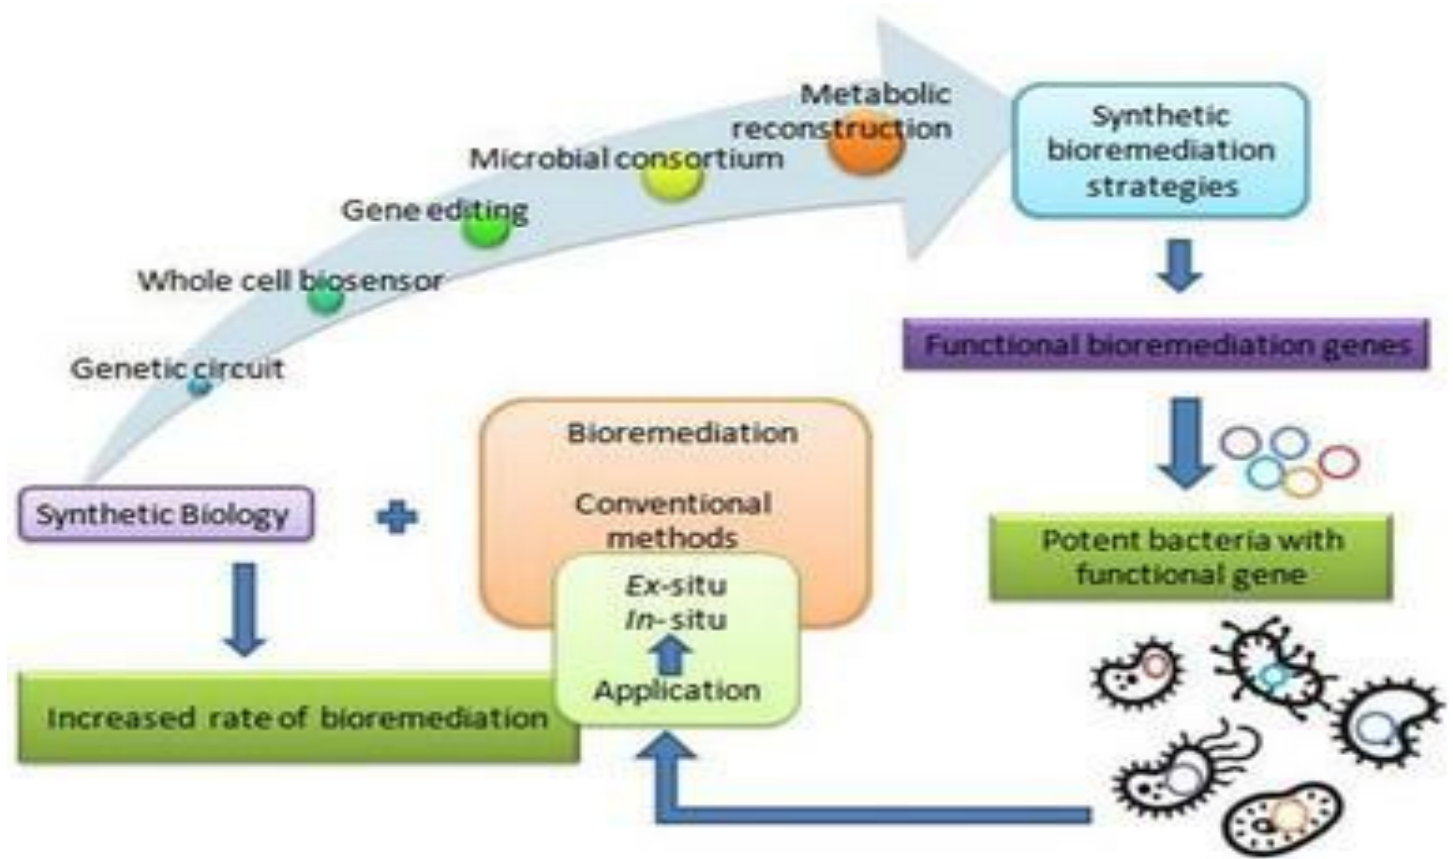 Metabolic
reconstruction
Microbial consortium
Gene editing
Whole cell biosensor
Genetic circuit
Synthetic
bioremediation
strategies
Functional bioremediation genes
Potent bacteria with
functional gene
Synthetic Biology
Bioremediation
Conventional
methods
Ex-situ
In- situ
Application
Increased rate of bioremediation